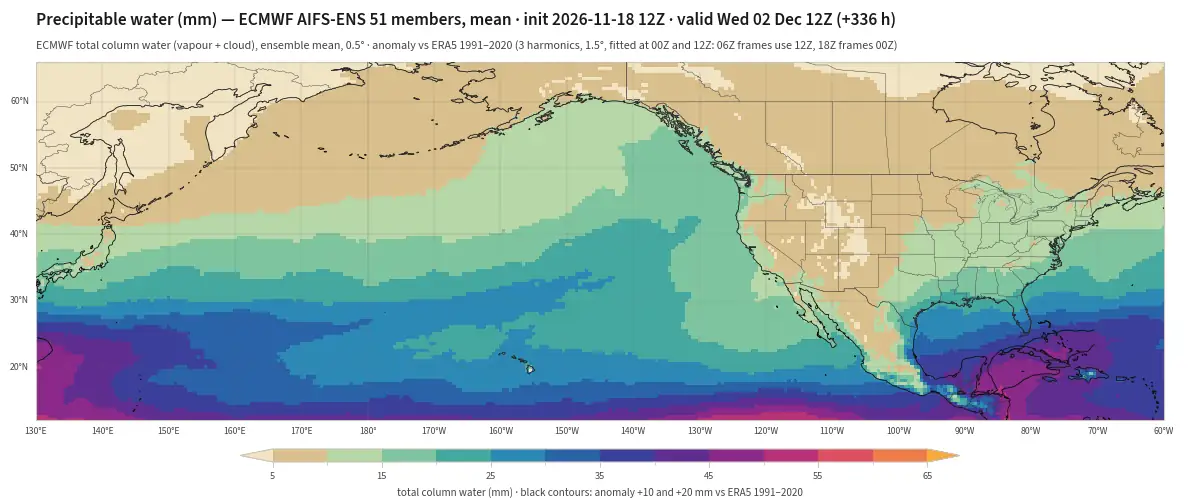 Precipitable water (mm) — ECMWF AIFS-ENS 51 members, mean · init 2026-11-18 12Z · valid Wed 02 Dec 12Z (+336 h)
ECMWF total column water (vapour + cloud), ensemble mean, 0.5° · anomaly vs ERA5 1991–2020 (3 harmonics, 1.5°, fitted at 00Z and 12Z: 06Z frames use 12Z, 18Z frames 00Z)
60°N
50°N
40°N
30°N
20°N
130°E 140°E 150°E 160°E 170°E 180° 170°W 160°W 150°W 140°W 130°W 120°W 110°W 100°W 90°W 80°W 70°W 60°W
5 15 25 35 45 55 65
total column water (mm) · black contours: anomaly +10 and +20 mm vs ERA5 1991–2020